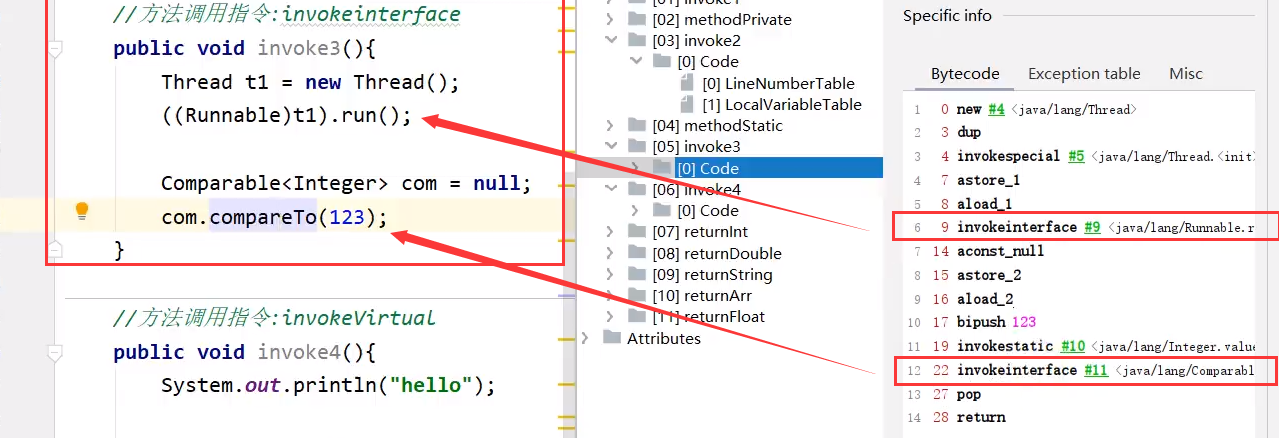 //方法调用指令:invokeinterface
public void invoke3(){
Thread t1 = new Thread();
((Runnable)t1).run();
Comparable<Integer> com = null;
com.compareTo(123);
}
//方法调用指令:invokeVirtual
public void invoke4(){
System.out.println("hello");
[02] methodPrivate
[03] invoke2
[0] Code
[0] LineNumberTable
[1] LocalVariableTable
[04] methodStatic
[05] invoke3
[0] Code
[06] invoke4
[0] Code
[07] returnInt
[08] returnDouble
[09] returnString
[10] returnArr
[11] returnFloat
Attributes
Specific info
Bytecode Exception table Misc
1 0 new #4 <java/lang/Thread>
2 3 dup
3 4 invokespecial #5 <java/lang/Thread.<init>
4 7 astore_1
5 8 aload_1
6 9 invokeinterface #9 <java/lang/Runnable.r
7 14 aconst_null
8 15 astore_2
9 16 aload_2
10 17 bipush 123
11 19 invokestatic #10 <java/lang/Integer.value
12 22 invokeinterface #11 <java/lang/Comparabl
13 27 pop
14 28 return